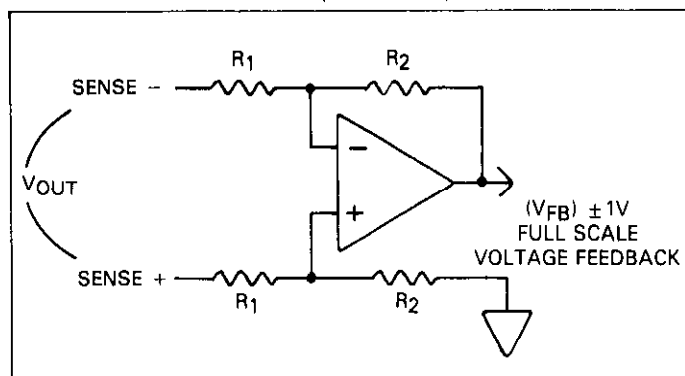 R1
R2
SENSE −
−
VOUT
+
(VFB) ±1V
FULL SCALE
VOLTAGE FEEDBACK
SENSE +
R1
R2